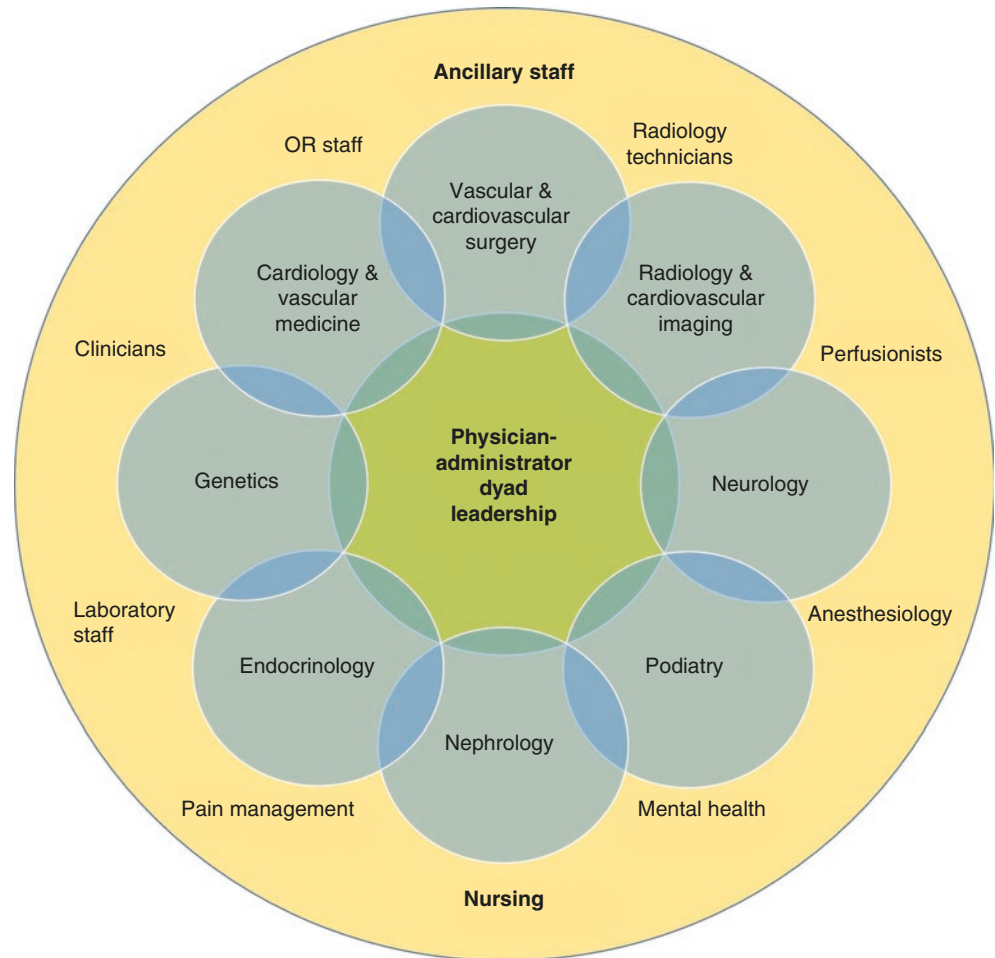 Ancillary staff
OR staff
Radiology
technicians
Vascular &
cardiovascular
surgery
Cardiology &
vascular
medicine
Radiology &
cardiovascular
imaging
Clinicians
Perfusionists
Physician-
administrator
dyad
leadership
Genetics
Neurology
Laboratory
staff
Anesthesiology
Endocrinology
Podiatry
Nephrology
Pain management
Mental health
Nursing